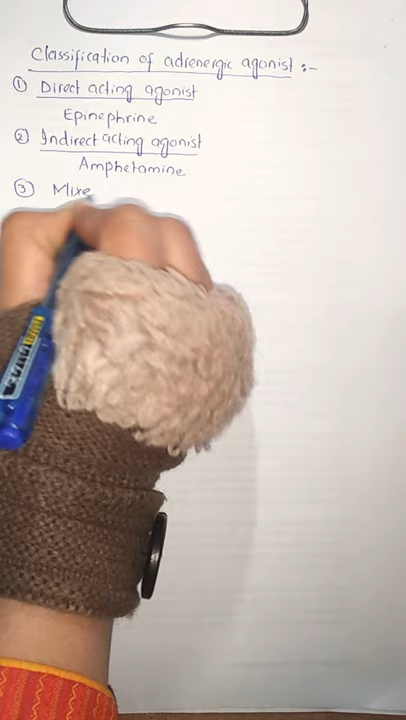 Classification of adrenergic agonist :-
① Direct acting agonist
Epinephrine
② Indirect acting agonist
Amphetamine
③ Mixe